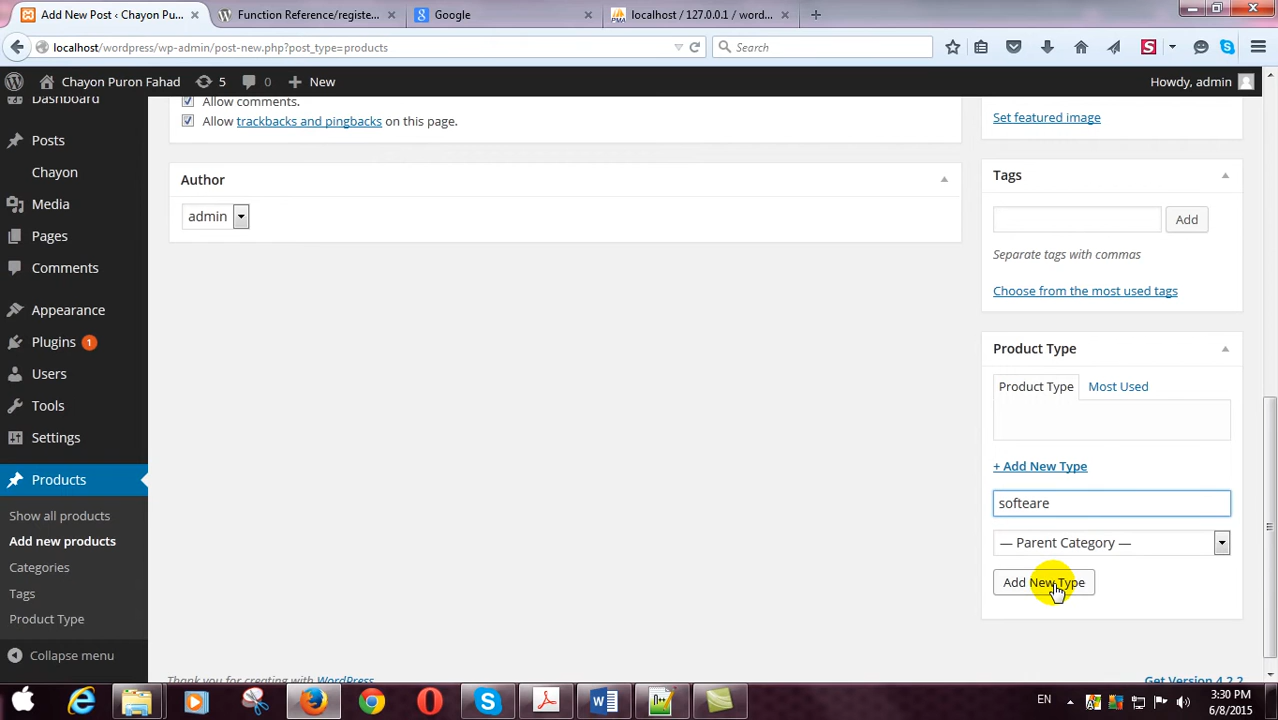 Add New Post ‹ Chayon Pu...
Function Reference/registe...
Google
localhost / 127.0.0.1 / word...
localhost/wordpress/wp-admin/post-new.php?post_type=products
Search
Chayon Puron Fahad
5
0
New
Howdy, admin
Dashboard
Posts
Chayon
Media
Pages
Comments
Appearance
Plugins 1
Users
Tools
Settings
Products
Show all products
Add new products
Categories
Tags
Product Type
Collapse menu
Allow comments.
Allow trackbacks and pingbacks on this page.
Author
admin
Set featured image
Tags
Add
Separate tags with commas
Choose from the most used tags
Product Type
Product Type
Most Used
+ Add New Type
softeare
— Parent Category —
Add New Type
Thank you for creating with WordPress.
Get Version 4.2.2
EN
3:30 PM
6/8/2015